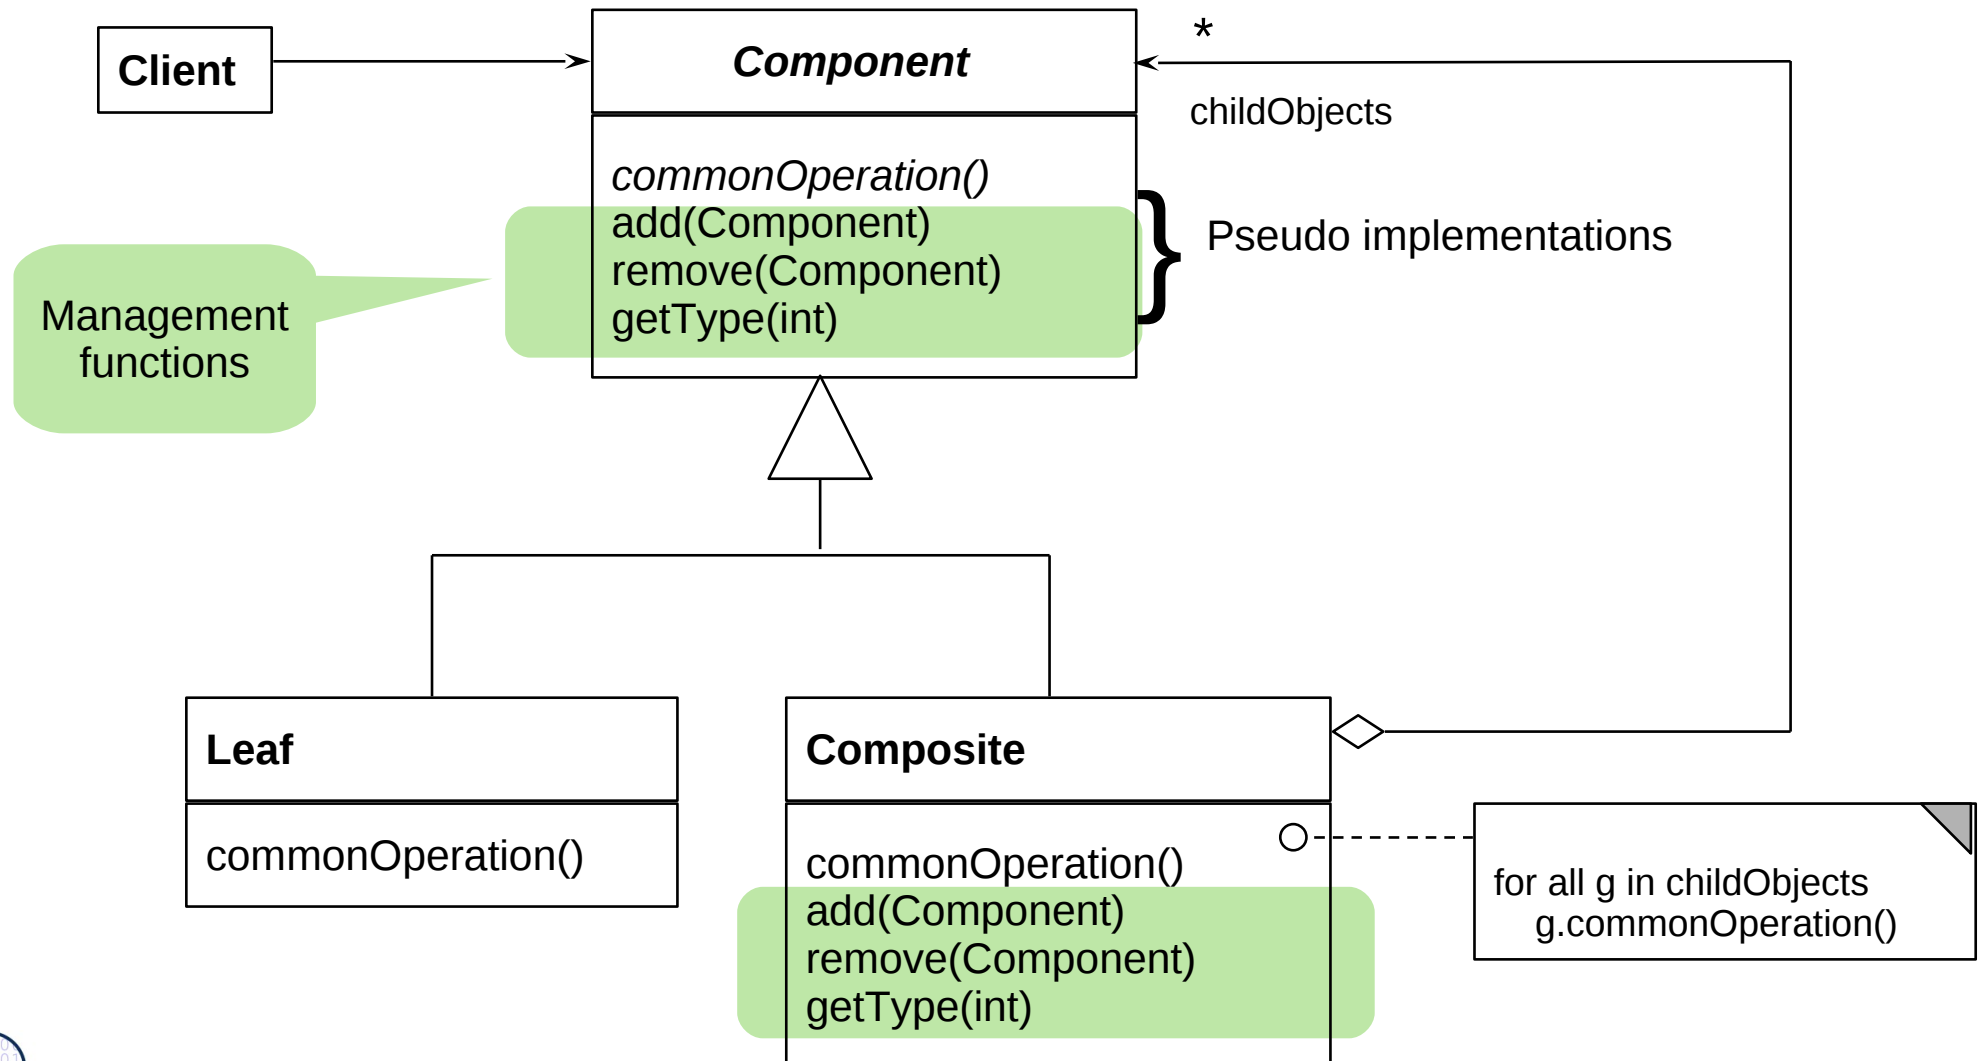 Client
Component
*
childObjects
commonOperation()
add(Component)
remove(Component)
getType(int)
}
Pseudo implementations
Management
functions
Leaf
commonOperation()
Composite
commonOperation()
add(Component)
remove(Component)
getType(int)
for all g in childObjects
g.commonOperation()